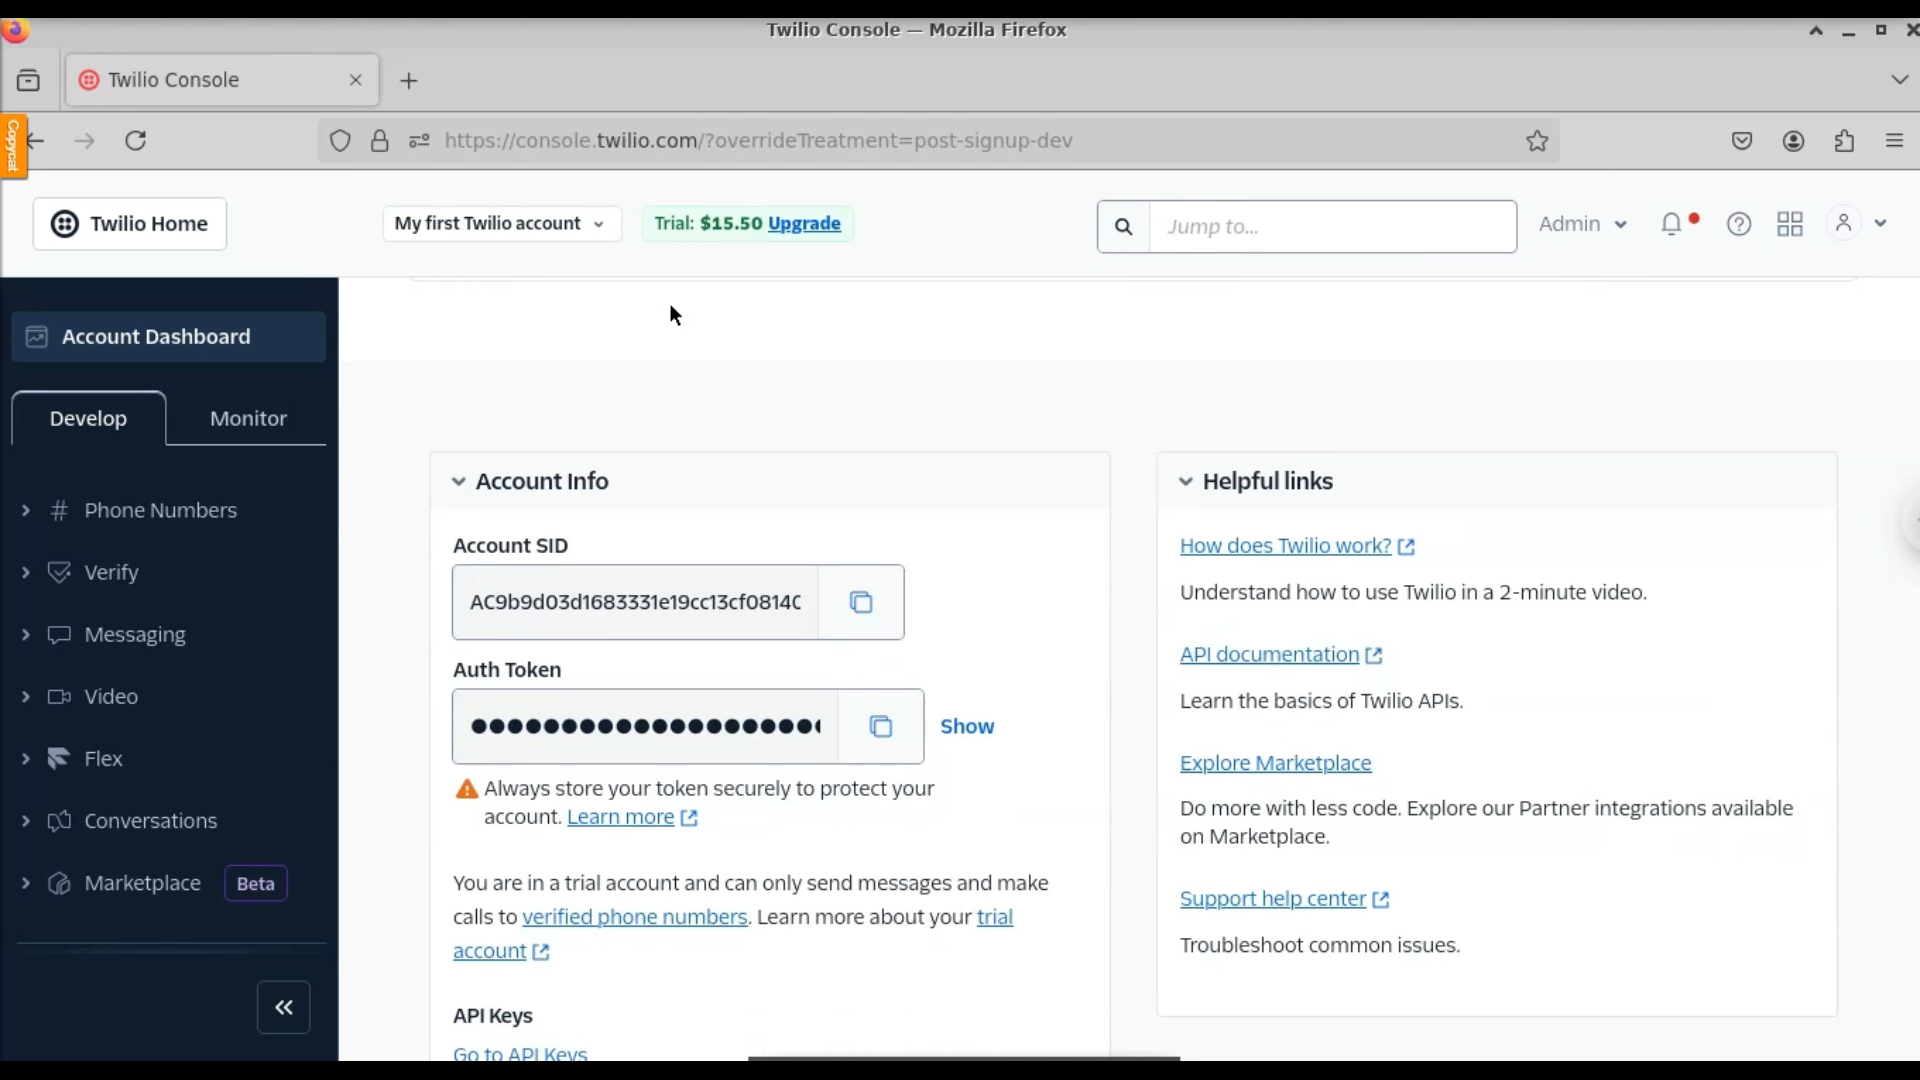 Twilio Console — Mozilla Firefox
Twilio Console
Copycat
https://console.twilio.com/?overrideTreatment=post-signup-dev
Twilio Home
My first Twilio account
Trial: $15.50 Upgrade
Jump to...
Admin
Account Dashboard
Develop
Monitor
Phone Numbers
Verify
Messaging
Video
Flex
Conversations
Marketplace
Beta
Account Info
Account SID
AC9b9d03d1683331e19cc13cf0814C
Auth Token
Show
Always store your token securely to protect your
account. Learn more
You are in a trial account and can only send messages and make
calls to verified phone numbers. Learn more about your trial
account
API Keys
Go to API Keys
Helpful links
How does Twilio work?
Understand how to use Twilio in a 2-minute video.
API documentation
Learn the basics of Twilio APIs.
Explore Marketplace
Do more with less code. Explore our Partner integrations available
on Marketplace.
Support help center
Troubleshoot common issues.